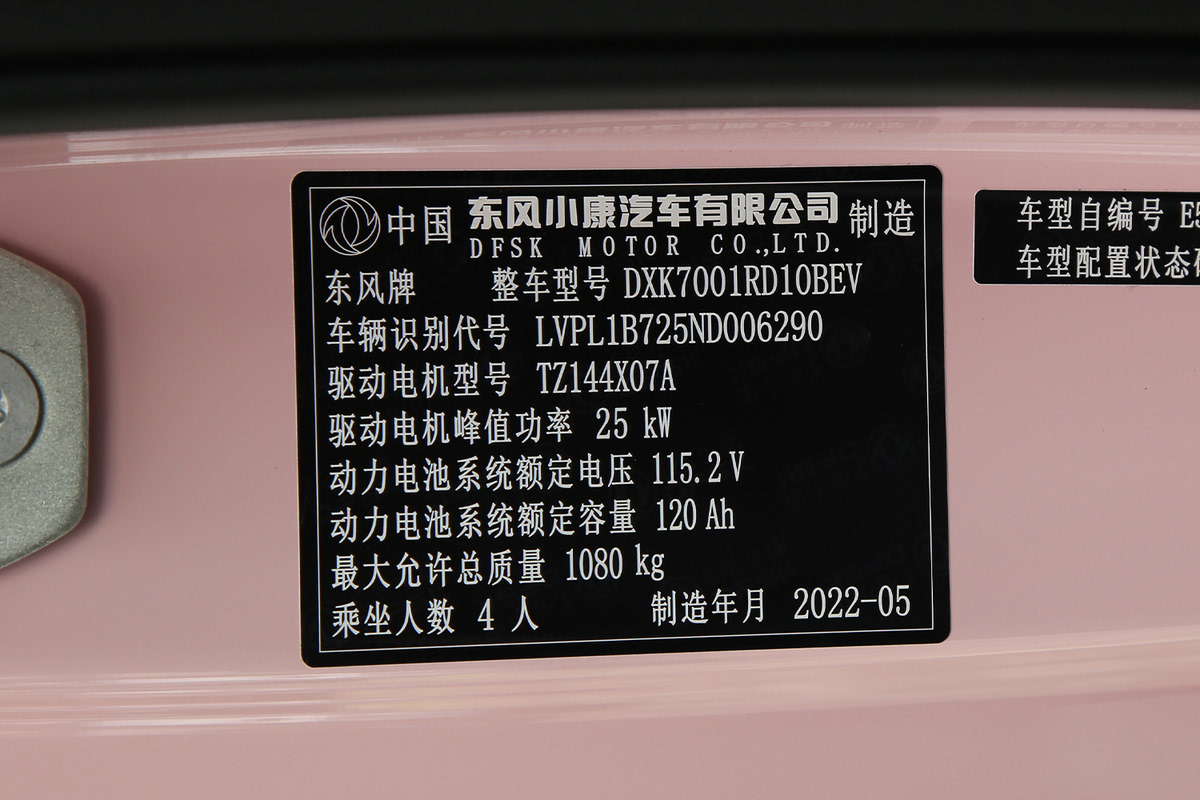 中国 东风小康汽车有限公司 制造
DFSK MOTOR CO.,LTD.
东风牌 整车型号 DXK7001RD10BEV
车辆识别代号 LVPL1B725ND006290
驱动电机型号 TZ144X07A
驱动电机峰值功率 25 kW
动力电池系统额定电压 115.2V
动力电池系统额定容量 120 Ah
最大允许总质量 1080 kg
乘坐人数 4 人 制造年月 2022-05
车型自编号 E
车型配置状态